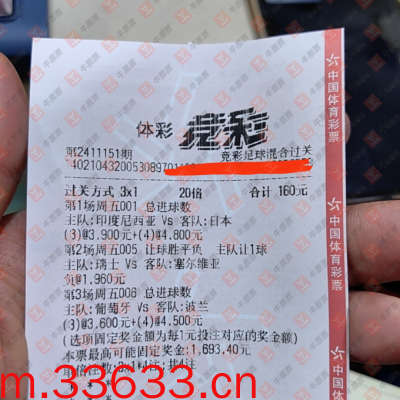 体彩 竞彩
第2411151期 竞彩足球混合过关
过关方式 3x1 20倍 合计 160元
第1场周五001 总进球数
主队:印度尼西亚 Vs 客队:日本
(3)@3.900元+(4)@4.800元
第2场周五005 让球胜平负 主队让1球
主队:瑞士 Vs 客队:塞尔维亚
负@1.960元
第3场周五006 总进球数
主队:葡萄牙 Vs 客队:波兰
(3)@3.600元+(4)@4.500元
(选项固定奖金额为每1元投注对应的奖金额)
本票最高可能固定奖金:1,693.40元
m.33633.cn
中国体育彩票
中国体育彩票